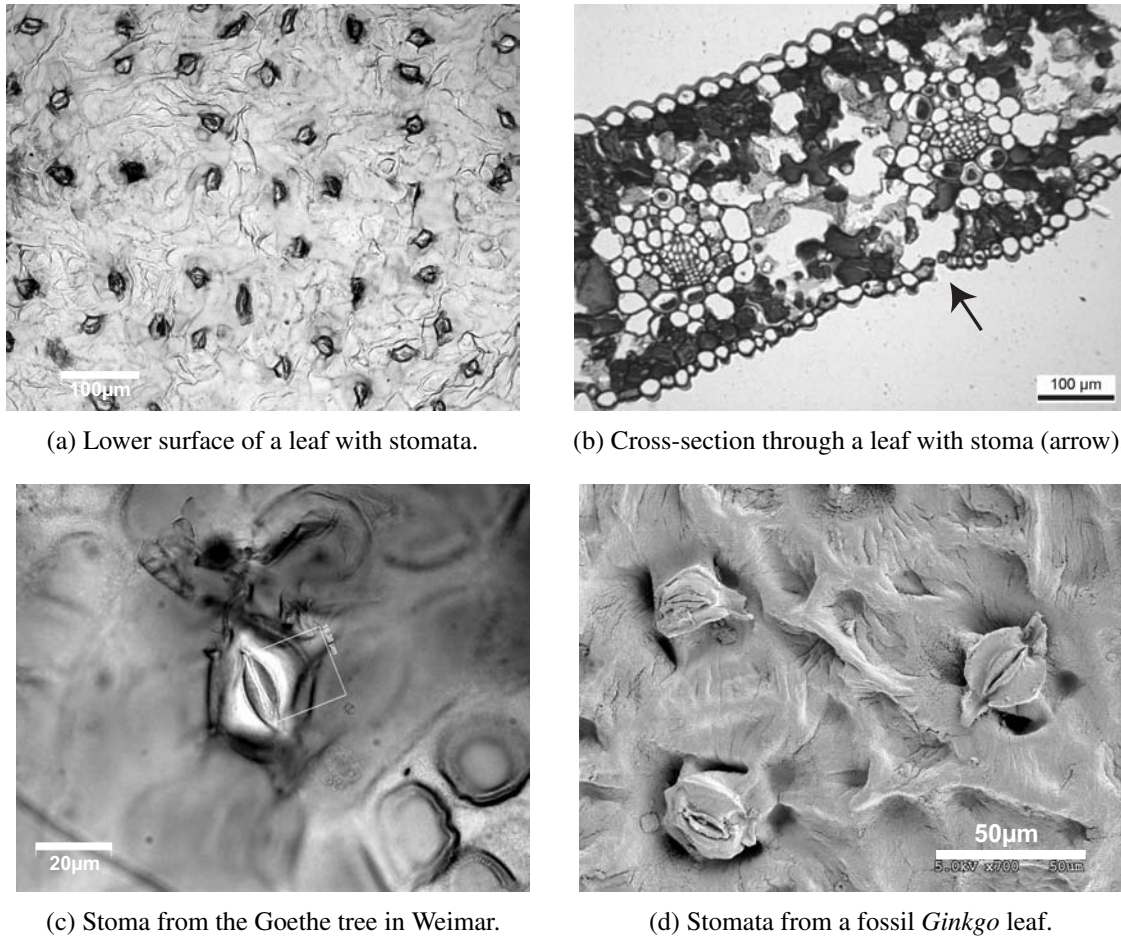 100µm
100 µm
(a) Lower surface of a leaf with stomata.
(b) Cross-section through a leaf with stoma (arrow)
20µm
50µm
5.0kV x700 50um
(c) Stoma from the Goethe tree in Weimar.
(d) Stomata from a fossil Ginkgo leaf.